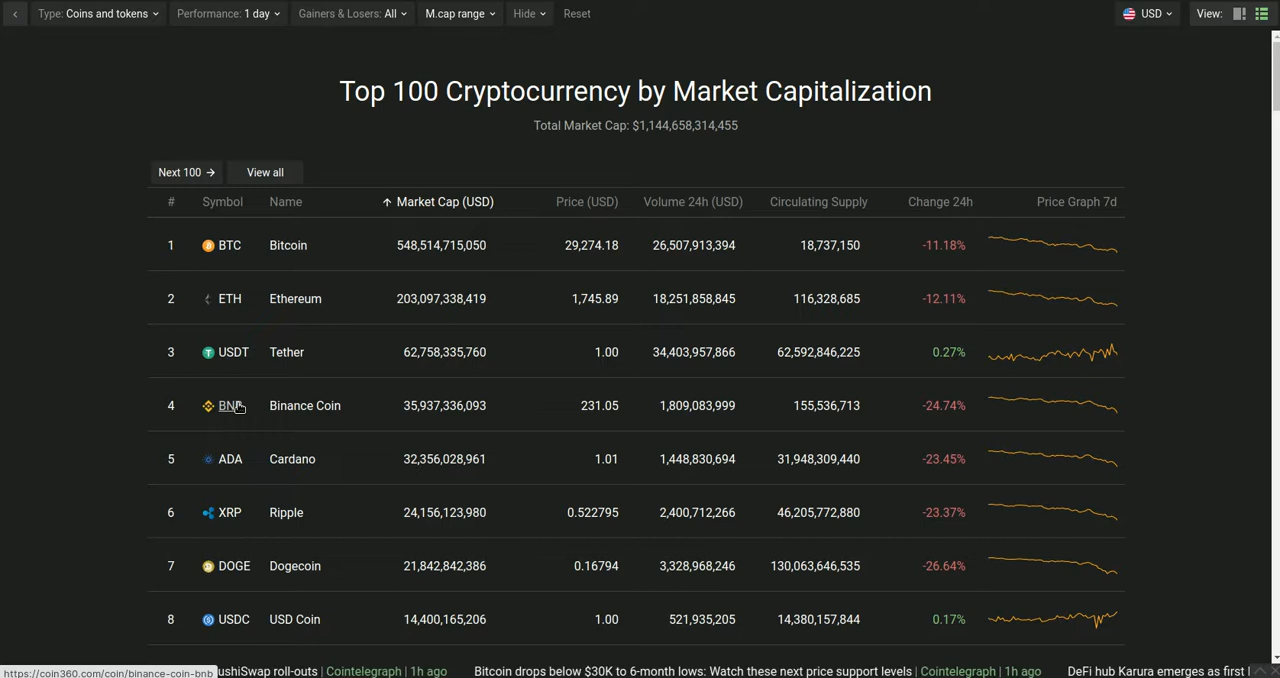 Type: Coins and tokens Performance: 1 day Gainers & Losers: All M.cap range Hide Reset USD View:
Top 100 Cryptocurrency by Market Capitalization
Total Market Cap: $1,144,658,314,455
Next 100 → View all
# Symbol Name ↑ Market Cap (USD) Price (USD) Volume 24h (USD) Circulating Supply Change 24h Price Graph 7d
1 BTC Bitcoin 548,514,715,050 29,274.18 26,507,913,394 18,737,150 -11.18%
2 ETH Ethereum 203,097,338,419 1,745.89 18,251,858,845 116,328,685 -12.11%
3 USDT Tether 62,758,335,760 1.00 34,403,957,866 62,592,846,225 0.27%
4 BNB Binance Coin 35,937,336,093 231.05 1,809,083,999 155,536,713 -24.74%
5 ADA Cardano 32,356,028,961 1.01 1,448,830,694 31,948,309,440 -23.45%
6 XRP Ripple 24,156,123,980 0.522795 2,400,712,266 46,205,772,880 -23.37%
7 DOGE Dogecoin 21,842,842,386 0.16794 3,328,968,246 130,063,646,535 -26.64%
8 USDC USD Coin 14,400,165,206 1.00 521,935,205 14,380,157,844 0.17%
https://coin360.com/coin/binance-coin-bnb ushiSwap roll-outs | Cointelegraph | 1h ago Bitcoin drops below $30K to 6-month lows: Watch these next price support levels | Cointelegraph | 1h ago DeFi hub Karura emerges as first